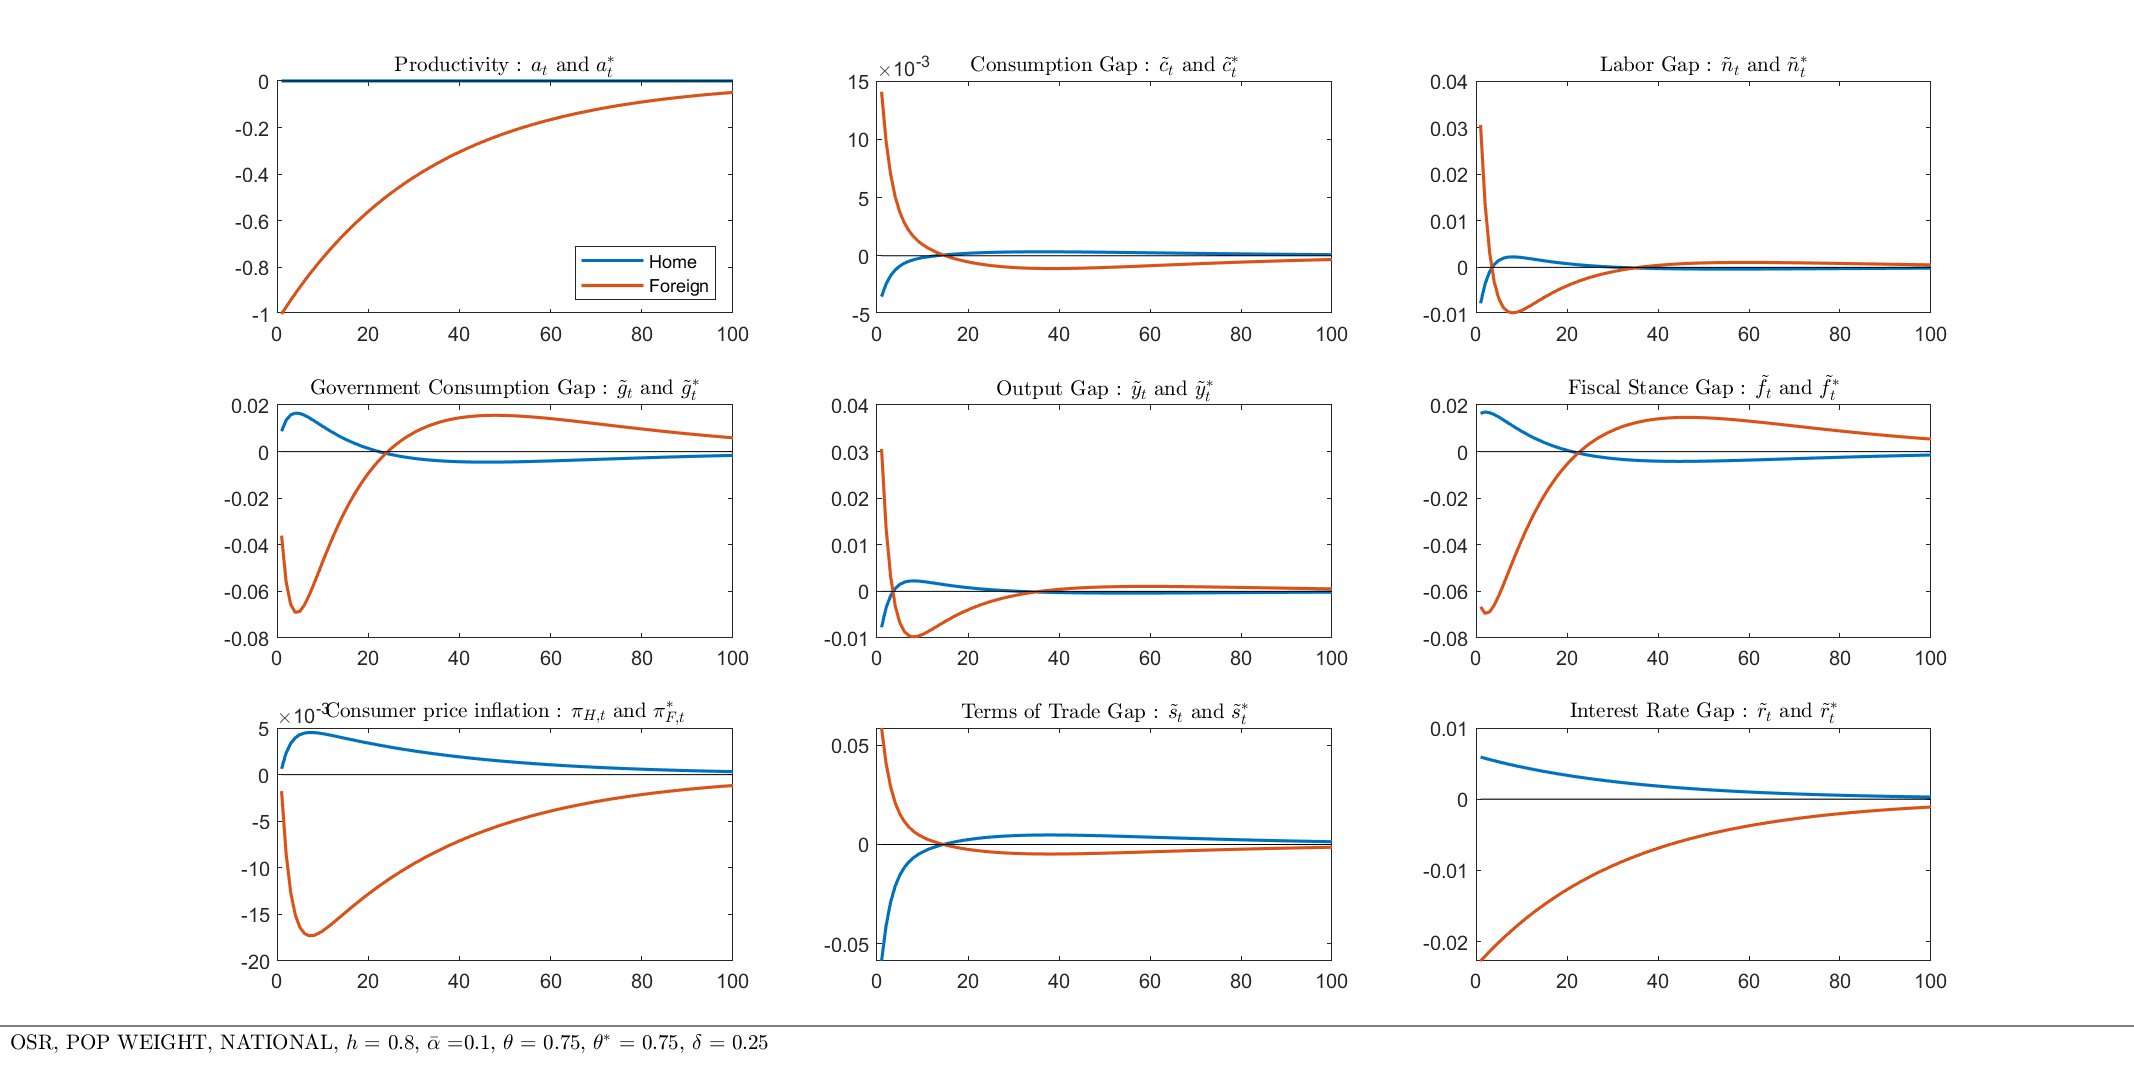 Productivity : a_t and a_t^*
0
-0.2
-0.4
-0.6
-0.8
-1
0 20 40 60 80 100
Home
Foreign
Consumption Gap : c̃_t and c̃_t^*
×10^-3
15
10
5
0
-5
0 20 40 60 80 100
Labor Gap : ñ_t and ñ_t^*
0.04
0.03
0.02
0.01
0
-0.01
0 20 40 60 80 100
Government Consumption Gap : g̃_t and g̃_t^*
0.02
0
-0.02
-0.04
-0.06
-0.08
0 20 40 60 80 100
Output Gap : ỹ_t and ỹ_t^*
0.04
0.03
0.02
0.01
0
-0.01
0 20 40 60 80 100
Fiscal Stance Gap : f̃_t and f̃_t^*
0.02
0
-0.02
-0.04
-0.06
-0.08
0 20 40 60 80 100
Consumer price inflation : π_{H,t} and π_{F,t}^*
×10^-3
5
0
-5
-10
-15
-20
0 20 40 60 80 100
Terms of Trade Gap : s̃_t and s̃_t^*
0.05
0
-0.05
0 20 40 60 80 100
Interest Rate Gap : r̃_t and r̃_t^*
0.01
0
-0.01
-0.02
0 20 40 60 80 100
OSR, POP WEIGHT, NATIONAL, h = 0.8, ᾱ =0.1, θ = 0.75, θ* = 0.75, δ = 0.25